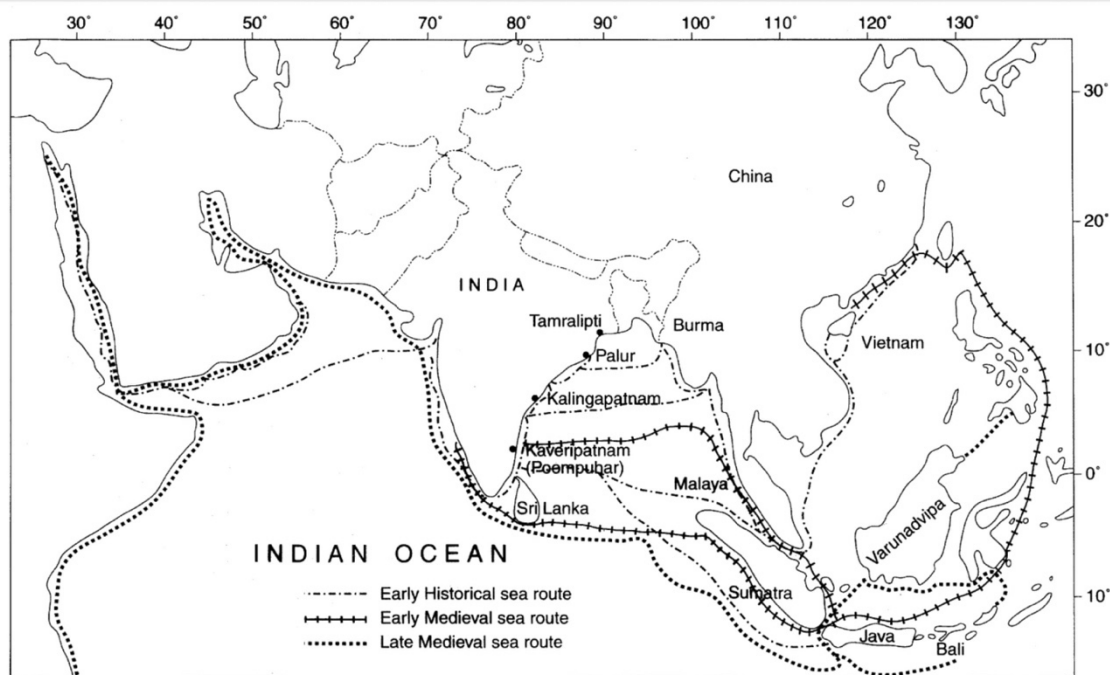 30° 40° 50° 60° 70° 80° 90° 100° 110° 120° 130°
30°
China
20°
INDIA
Tamralipti
Burma
Vietnam
10°
Palur
Kalingapatnam
Kaveripatnam
(Poempuhar)
Malaya
0°
Sri Lanka
Varunadvipa
INDIAN OCEAN
Early Historical sea route
Sumatra
10°
Early Medieval sea route
Late Medieval sea route
Java
Bali